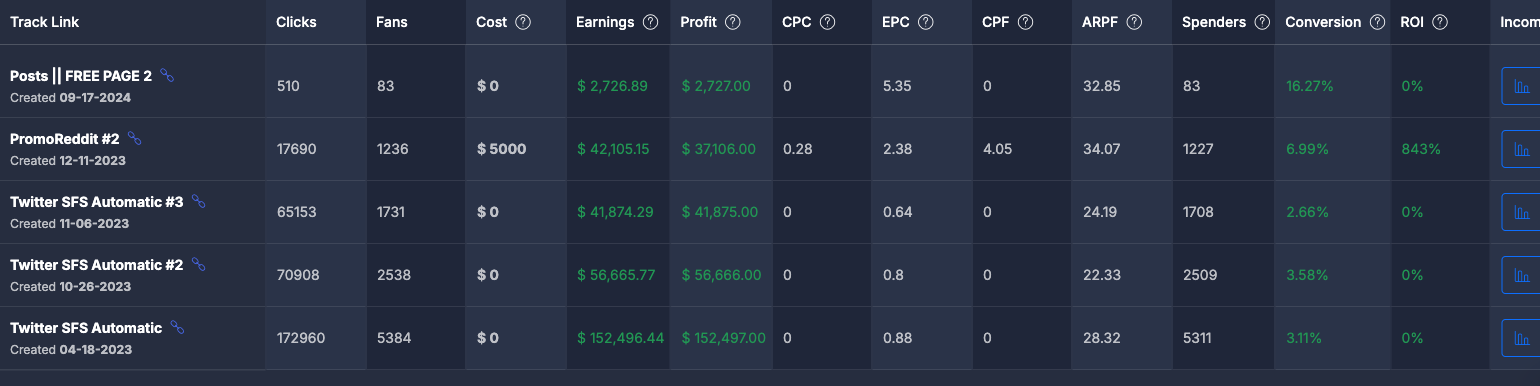 Track Link Clicks Fans Cost ? Earnings ? Profit ? CPC ? EPC ? CPF ? ARPF ? Spenders ? Conversion ? ROI ? Incom
Posts || FREE PAGE 2
Created 09-17-2024
510 83 $ 0 $ 2,726.89 $ 2,727.00 0 5.35 0 32.85 83 16.27% 0%
PromoReddit #2
Created 12-11-2023
17690 1236 $ 5000 $ 42,105.15 $ 37,106.00 0.28 2.38 4.05 34.07 1227 6.99% 843%
Twitter SFS Automatic #3
Created 11-06-2023
65153 1731 $ 0 $ 41,874.29 $ 41,875.00 0 0.64 0 24.19 1708 2.66% 0%
Twitter SFS Automatic #2
Created 10-26-2023
70908 2538 $ 0 $ 56,665.77 $ 56,666.00 0 0.8 0 22.33 2509 3.58% 0%
Twitter SFS Automatic
Created 04-18-2023
172960 5384 $ 0 $ 152,496.44 $ 152,497.00 0 0.88 0 28.32 5311 3.11% 0%